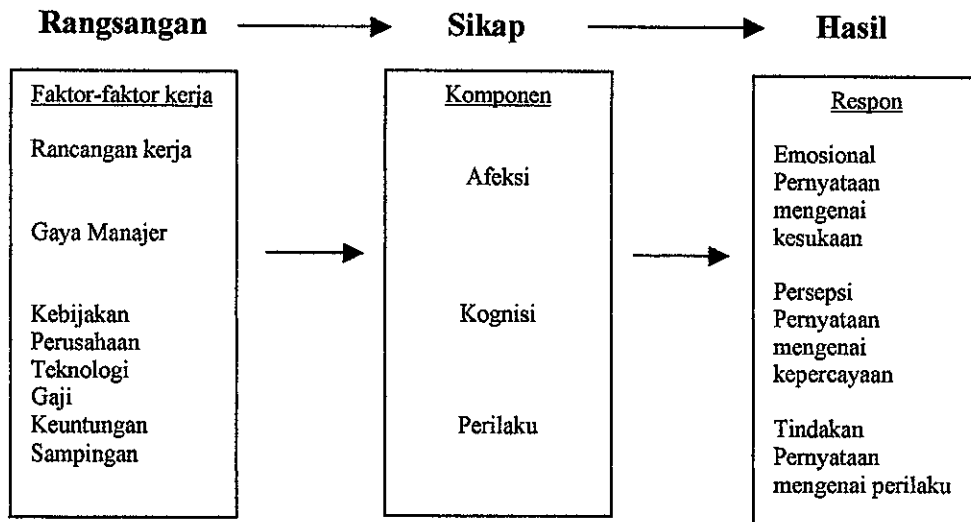 Rangsangan
Sikap
Hasil
Faktor-faktor kerja
Rancangan kerja
Gaya Manajer
Kebijakan
Perusahaan
Teknologi
Gaji
Keuntungan
Sampingan
Komponen
Afeksi
Kognisi
Perilaku
Respon
Emosional
Pernyataan
mengenai
kesukaan
Persepsi
Pernyataan
mengenai
kepercayaan
Tindakan
Pernyataan
mengenai perilaku